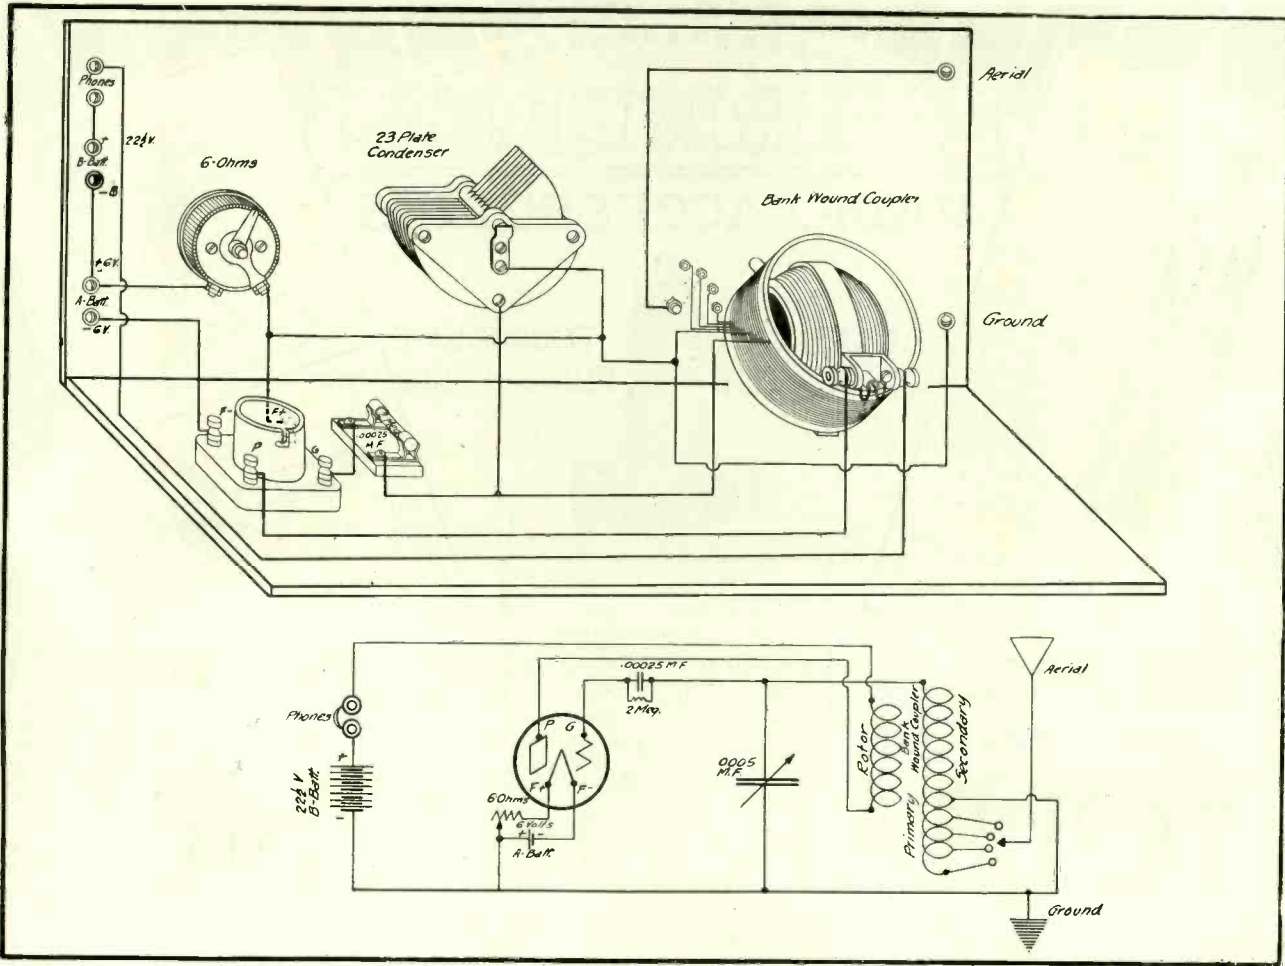 Phones
+
22½ V.
B-Batt.
- B
+ 6V.
-
A-Batt.
- 6V.
6-Ohms
23 Plate
Condenser
Bank Wound Coupler
Aerial
Ground
F-
F+
P
G
.00025
M.F.
Phones
+
22½ V
B-Batt.
-
P G
F+ F-
6 Ohms
6 Volts
+ -
A-Batt.
.00025 M.F.
2 Meg.
.0005
M.F.
Rotor
Bank
Wound Coupler
Secondary
Primary
Aerial
Ground